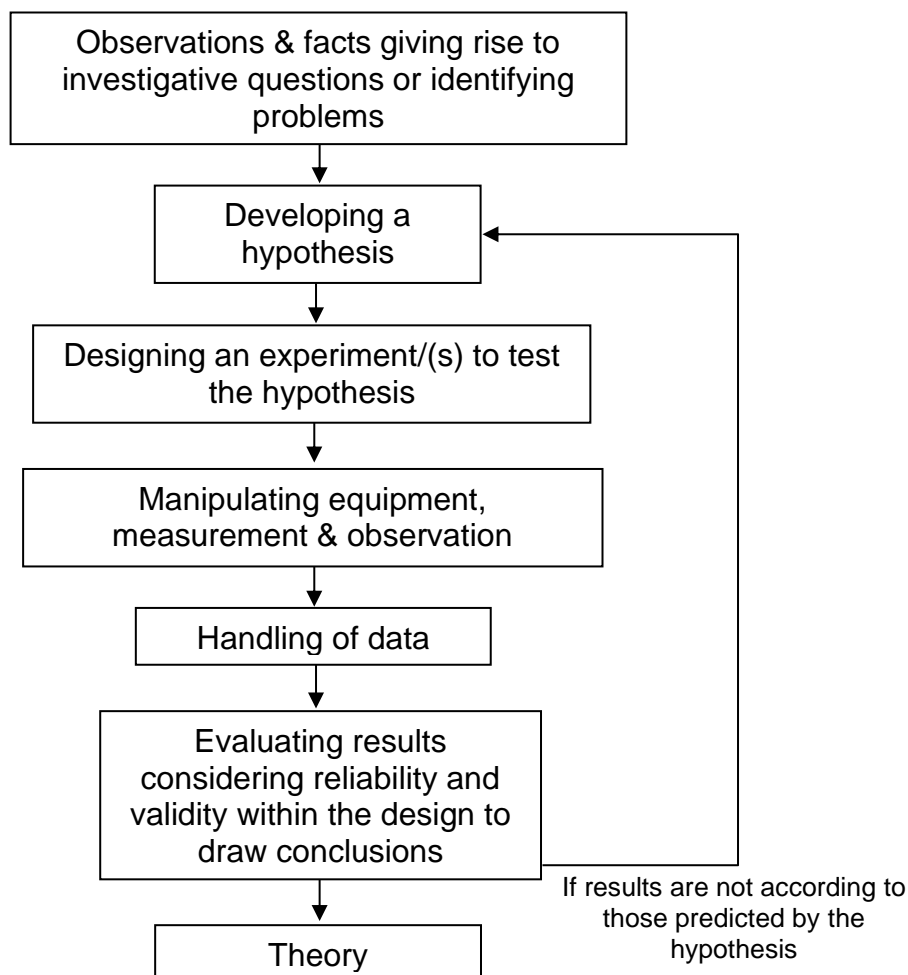 Observations & facts giving rise to
investigative questions or identifying
problems
Developing a
hypothesis
Designing an experiment/(s) to test
the hypothesis
Manipulating equipment,
measurement & observation
Handling of data
Evaluating results
considering reliability and
validity within the design to
draw conclusions
If results are not according to
those predicted by the
hypothesis
Theory